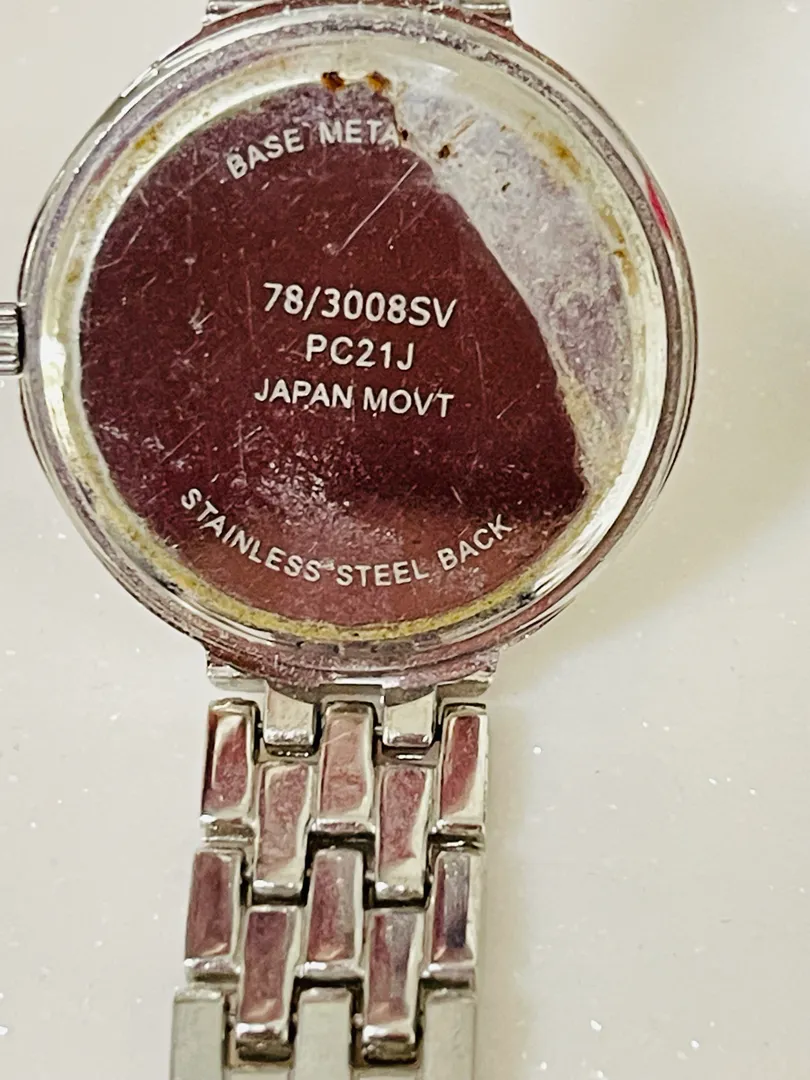 BASE META
78/3008SV
PC21J
JAPAN MOVT
STAINLESS STEEL BACK